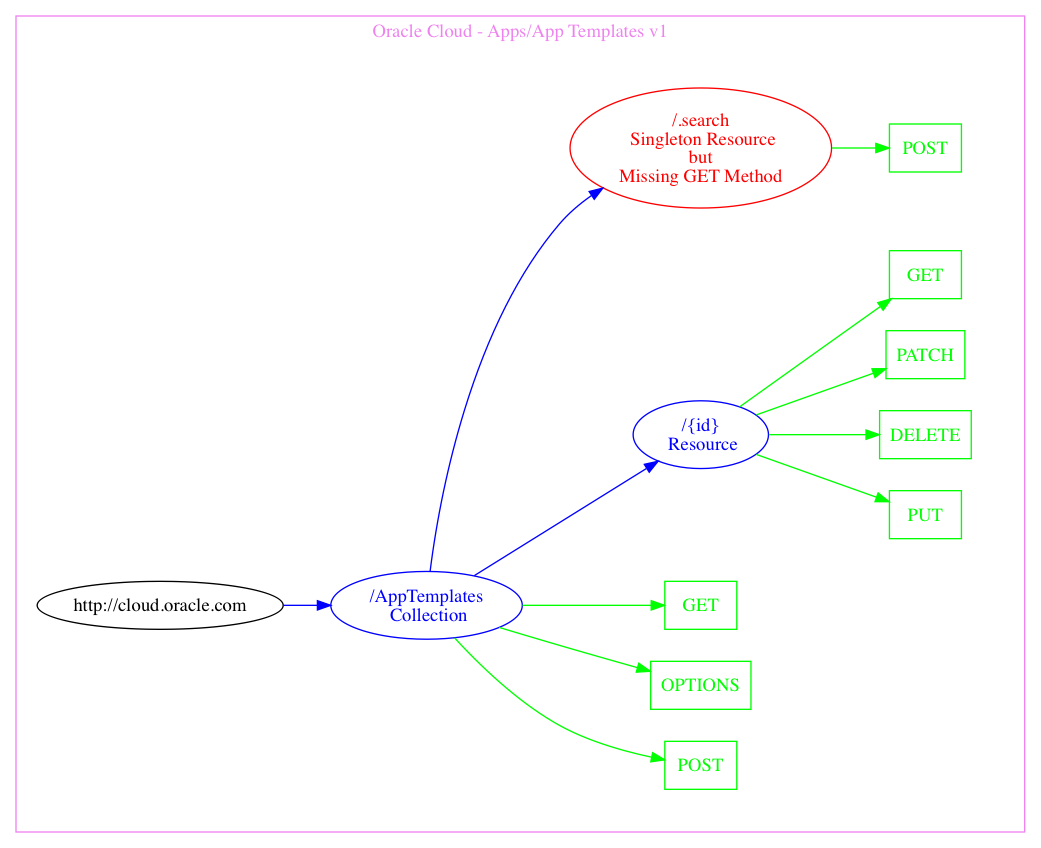 Oracle Cloud - Apps/App Templates v1
/.search
Singleton Resource
but
Missing GET Method
POST
GET
PATCH
/{id}
Resource
DELETE
PUT
http://cloud.oracle.com
/AppTemplates
Collection
GET
OPTIONS
POST